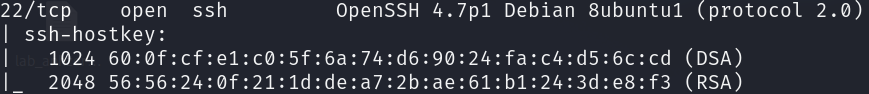 22/tcp    open  ssh         OpenSSH 4.7p1 Debian 8ubuntu1 (protocol 2.0)
| ssh-hostkey:
|   1024 60:0f:cf:e1:c0:5f:6a:74:d6:90:24:fa:c4:d5:6c:cd (DSA)
|_  2048 56:56:24:0f:21:1d:de:a7:2b:ae:61:b1:24:3d:e8:f3 (RSA)